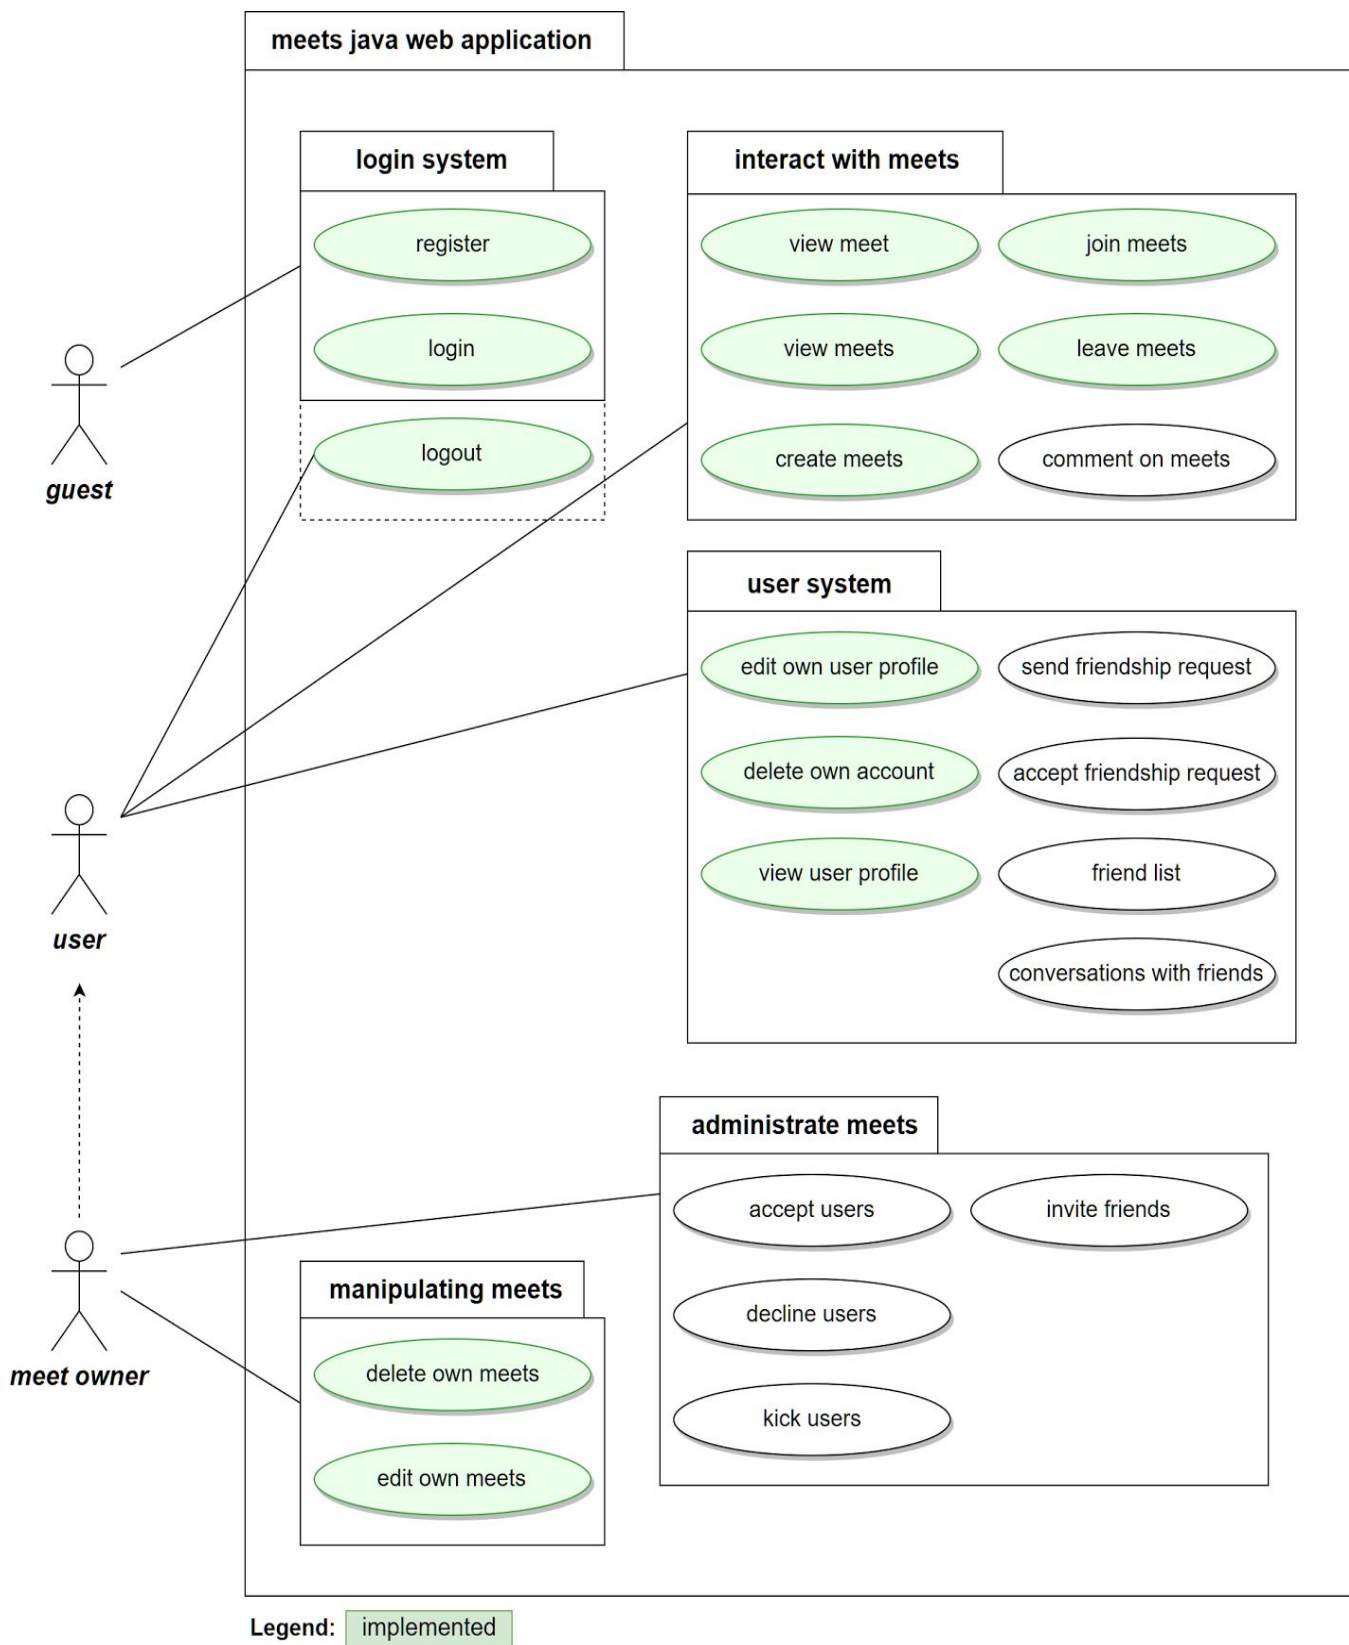 meets java web application
login system
register
login
logout
interact with meets
view meet
join meets
view meets
leave meets
create meets
comment on meets
guest
user system
edit own user profile
send friendship request
delete own account
accept friendship request
view user profile
friend list
conversations with friends
user
administrate meets
accept users
invite friends
decline users
kick users
manipulating meets
delete own meets
edit own meets
meet owner
Legend: implemented